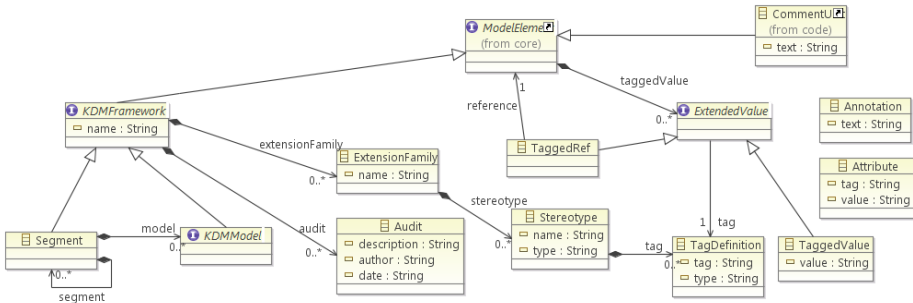 ModelEleme
(from core)
CommentU
(from code)
text : String
taggedValue
1
reference
0..*
KDMFramework
name : String
ExtendedValue
Annotation
text : String
extensionFamily
0..*
ExtensionFamily
name : String
TaggedRef
Attribute
tag : String
value : String
stereotype
0..*
Segment
model
0..*
KDMModel
audit
0..*
Audit
description : String
author : String
date : String
Stereotype
name : String
type : String
tag
0..*
1
tag
TagDefinition
tag : String
type : String
TaggedValue
value : String
0..*
segment